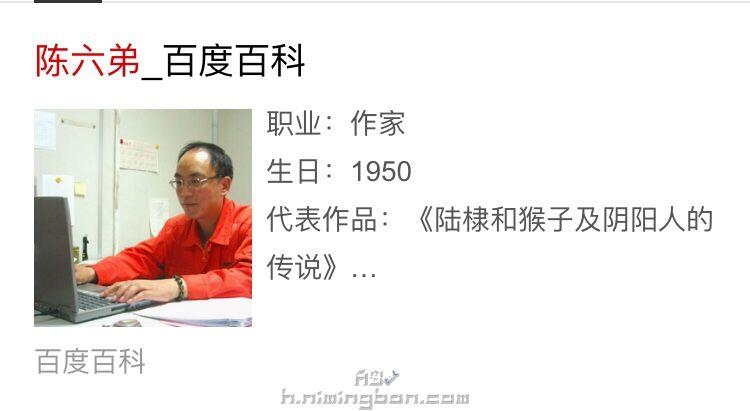 陈六弟_百度百科
职业：作家
生日：1950
代表作品：《陆棣和猴子及阴阳人的
传说》...
百度百科
h.nimingban.com